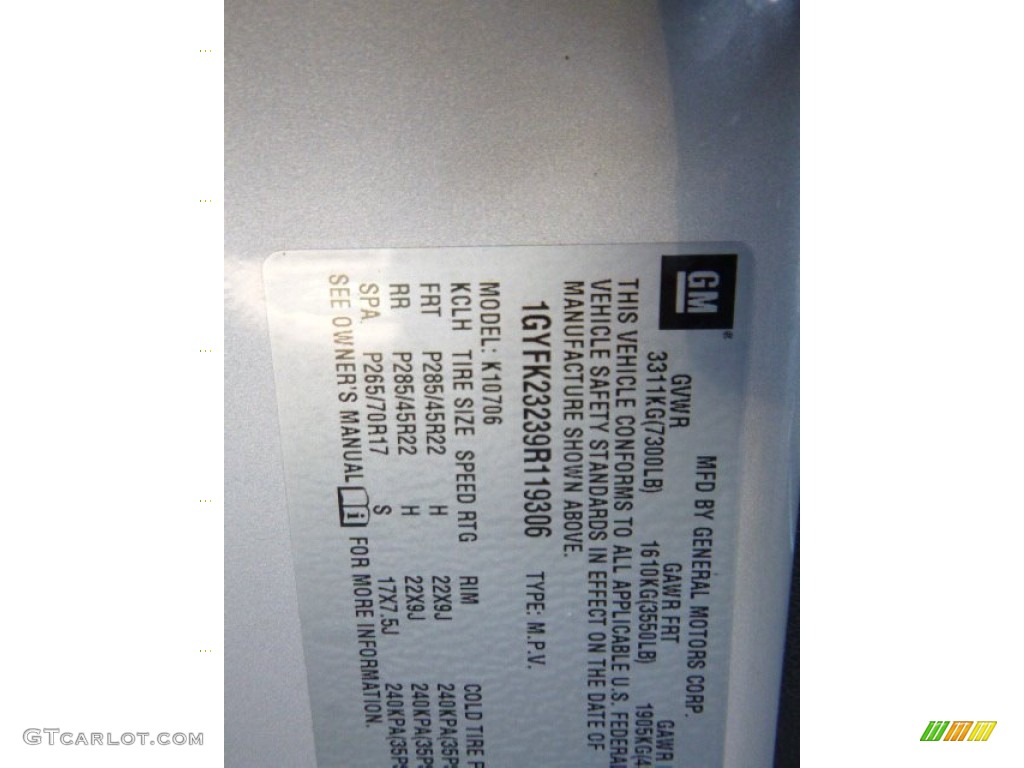 GM®
MFD BY GENERAL MOTORS CORP.
GVWR GAWR FRT GAWR
3311KG(7300LB) 1610KG(3550LB) 1905KG(4
THIS VEHICLE CONFORMS TO ALL APPLICABLE U.S. FEDERAL
VEHICLE SAFETY STANDARDS IN EFFECT ON THE DATE OF
MANUFACTURE SHOWN ABOVE.
1GYFK23239R119306 TYPE: M.P.V.
MODEL: K10706
KCLH TIRE SIZE SPEED RTG RIM COLD TIRE P
FRT P285/45R22 H 22X9J 240KPA(35PS
RR P285/45R22 H 22X9J 240KPA(35PS
SPA P265/70R17 S 17X7.5J 240KPA(35PS
SEE OWNER'S MANUAL i FOR MORE INFORMATION.
GTCarLot.com